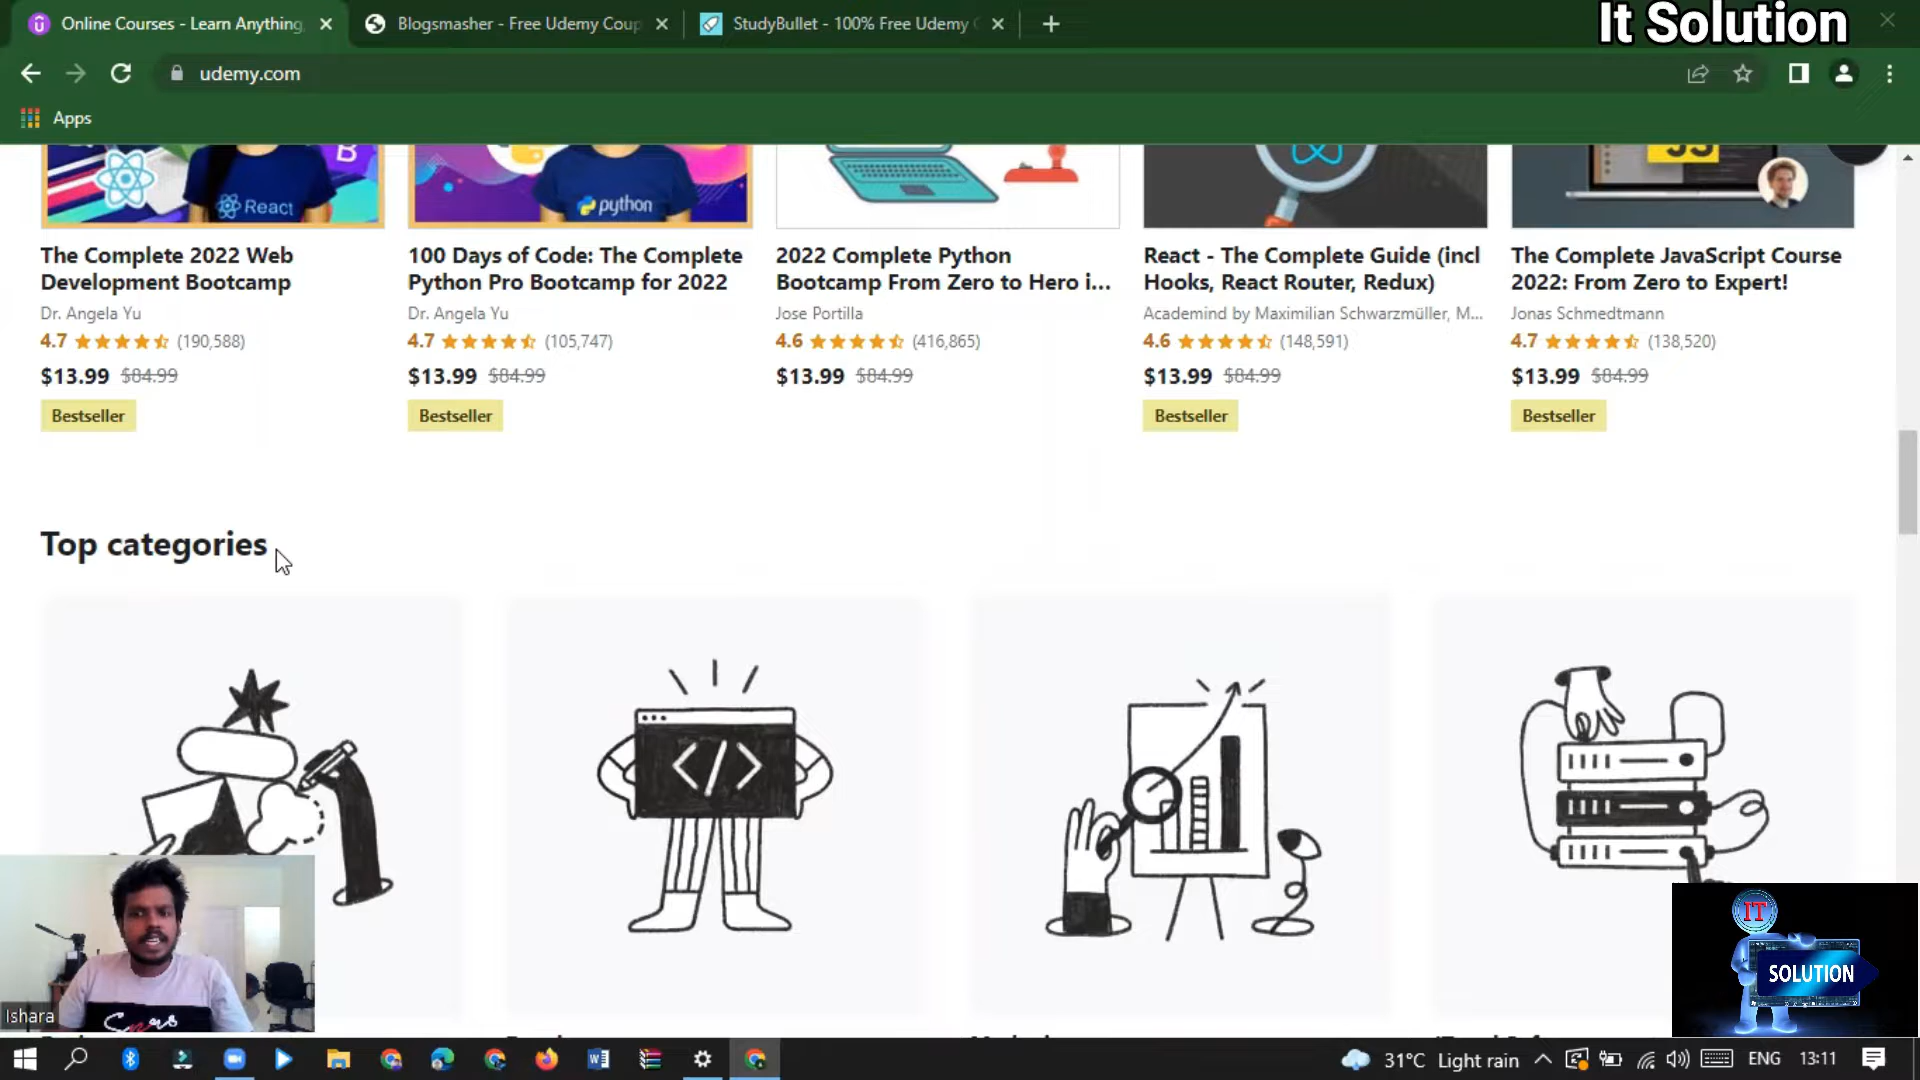 Online Courses - Learn Anything,
Blogsmasher - Free Udemy Coup
StudyBullet - 100% Free Udemy
It Solution
udemy.com
Apps
B
React
python
JS
The Complete 2022 Web
Development Bootcamp
Dr. Angela Yu
4.7 (190,588)
$13.99 $84.99
Bestseller
100 Days of Code: The Complete
Python Pro Bootcamp for 2022
Dr. Angela Yu
4.7 (105,747)
$13.99 $84.99
Bestseller
2022 Complete Python
Bootcamp From Zero to Hero i...
Jose Portilla
4.6 (416,865)
$13.99 $84.99
React - The Complete Guide (incl
Hooks, React Router, Redux)
Academind by Maximilian Schwarzmüller, M...
4.6 (148,591)
$13.99 $84.99
Bestseller
The Complete JavaScript Course
2022: From Zero to Expert!
Jonas Schmedtmann
4.7 (138,520)
$13.99 $84.99
Bestseller
Top categories
</>
Ishara
IT
SOLUTION
31°C Light rain
ENG
13:11